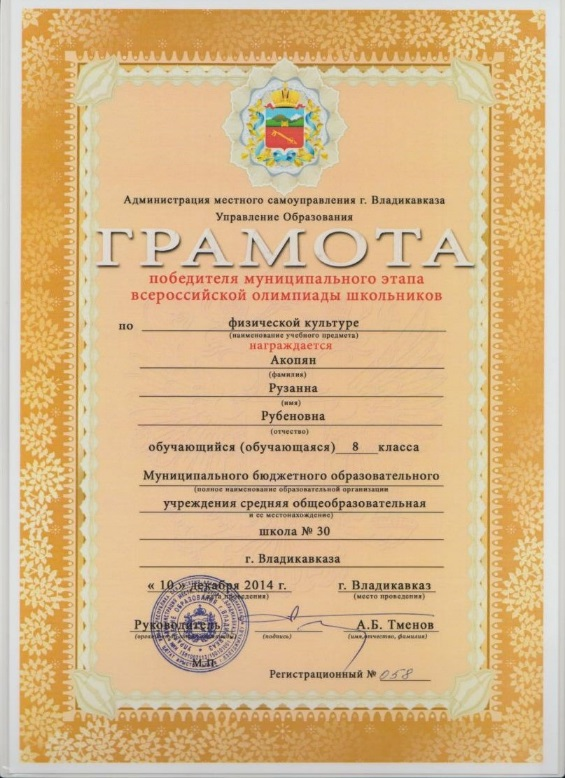 Администрация местного самоуправления г. Владикавказа
Управление Образования
ГРАМОТА
победителя муниципального этапа
всероссийской олимпиады школьников
по физической культуре
(наименование учебного предмета)
награждается
Акопян
(фамилия)
Рузанна
(имя)
Рубеновна
(отчество)
обучающийся (обучающаяся) 8 класса
Муниципального бюджетного образовательного
(полное наименование образовательной организации
учреждения средняя общеобразовательная
и ее местонахождение)
школа № 30
г. Владикавказа
« 10 » декабря 2014 г. г. Владикавказ
(дата проведения) (место проведения)
Руководитель А.Б. Тменов
(подпись) (имя, отчество, фамилия)
М.П.
Регистрационный № 058